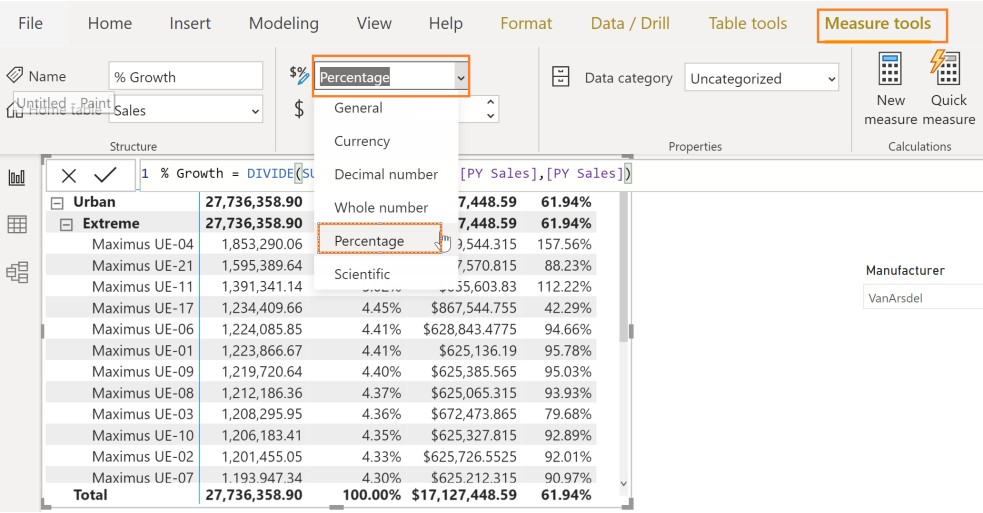 File Home Insert Modeling View Help Format Data / Drill Table tools Measure tools
Name % Growth $% Percentage Data category Uncategorized
Untitled - Paint
Home table Sales $ General New Quick
measure measure
Structure Properties Calculations
Currency
Decimal number
Whole number
Percentage
Scientific
1 % Growth = DIVIDE(SU [PY Sales],[PY Sales])
Urban 27,736,358.90 7,448.59 61.94%
Extreme 27,736,358.90 7,448.59 61.94%
Maximus UE-04 1,853,290.06 9,544.315 157.56%
Maximus UE-21 1,595,389.64 7,570.815 88.23%
Maximus UE-11 1,391,341.14 55,603.83 112.22%
Maximus UE-17 1,234,409.66 4.45% $867,544.755 42.29%
Maximus UE-06 1,224,085.85 4.41% $628,843.4775 94.66%
Maximus UE-01 1,223,866.67 4.41% $625,136.19 95.78%
Maximus UE-09 1,219,720.64 4.40% $625,385.565 95.03%
Maximus UE-08 1,212,186.36 4.37% $625,065.315 93.93%
Maximus UE-03 1,208,295.95 4.36% $672,473.865 79.68%
Maximus UE-10 1,206,183.41 4.35% $625,327.815 92.89%
Maximus UE-02 1,201,455.05 4.33% $625,726.5525 92.01%
Maximus UE-07 1,193,947.34 4.30% $625,212.315 90.97%
Total 27,736,358.90 100.00% $17,127,448.59 61.94%
Manufacturer
VanArsdel